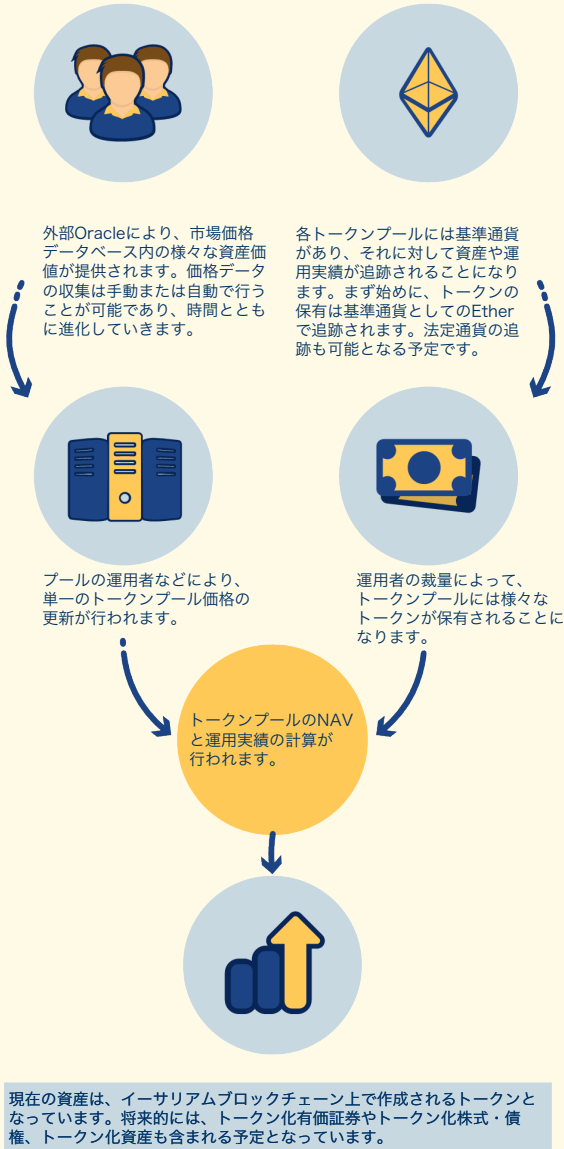 外部Oracleにより、市場価格
データベース内の様々な資産価
値が提供されます。価格データ
の収集は手動または自動で行う
ことが可能であり、時間ととも
に進化していきます。
各トークンプールには基準通貨
があり、それに対して資産や運
用実績が追跡されることになり
ます。まず始めに、トークンの
保有は基準通貨としてのEther
で追跡されます。法定通貨の追
跡も可能となる予定です。
プールの運用者などにより、
単一のトークンプール価格の
更新が行われます。
運用者の裁量によって、
トークンプールには様々な
トークンが保有されることに
なります。
トークンプールのNAV
と運用実績の計算が
行われます。
現在の資産は、イーサリアムブロックチェーン上で作成されるトークンと
なっています。将来的には、トークン化有価証券やトークン化株式・債
権、トークン化資産も含まれる予定となっています。